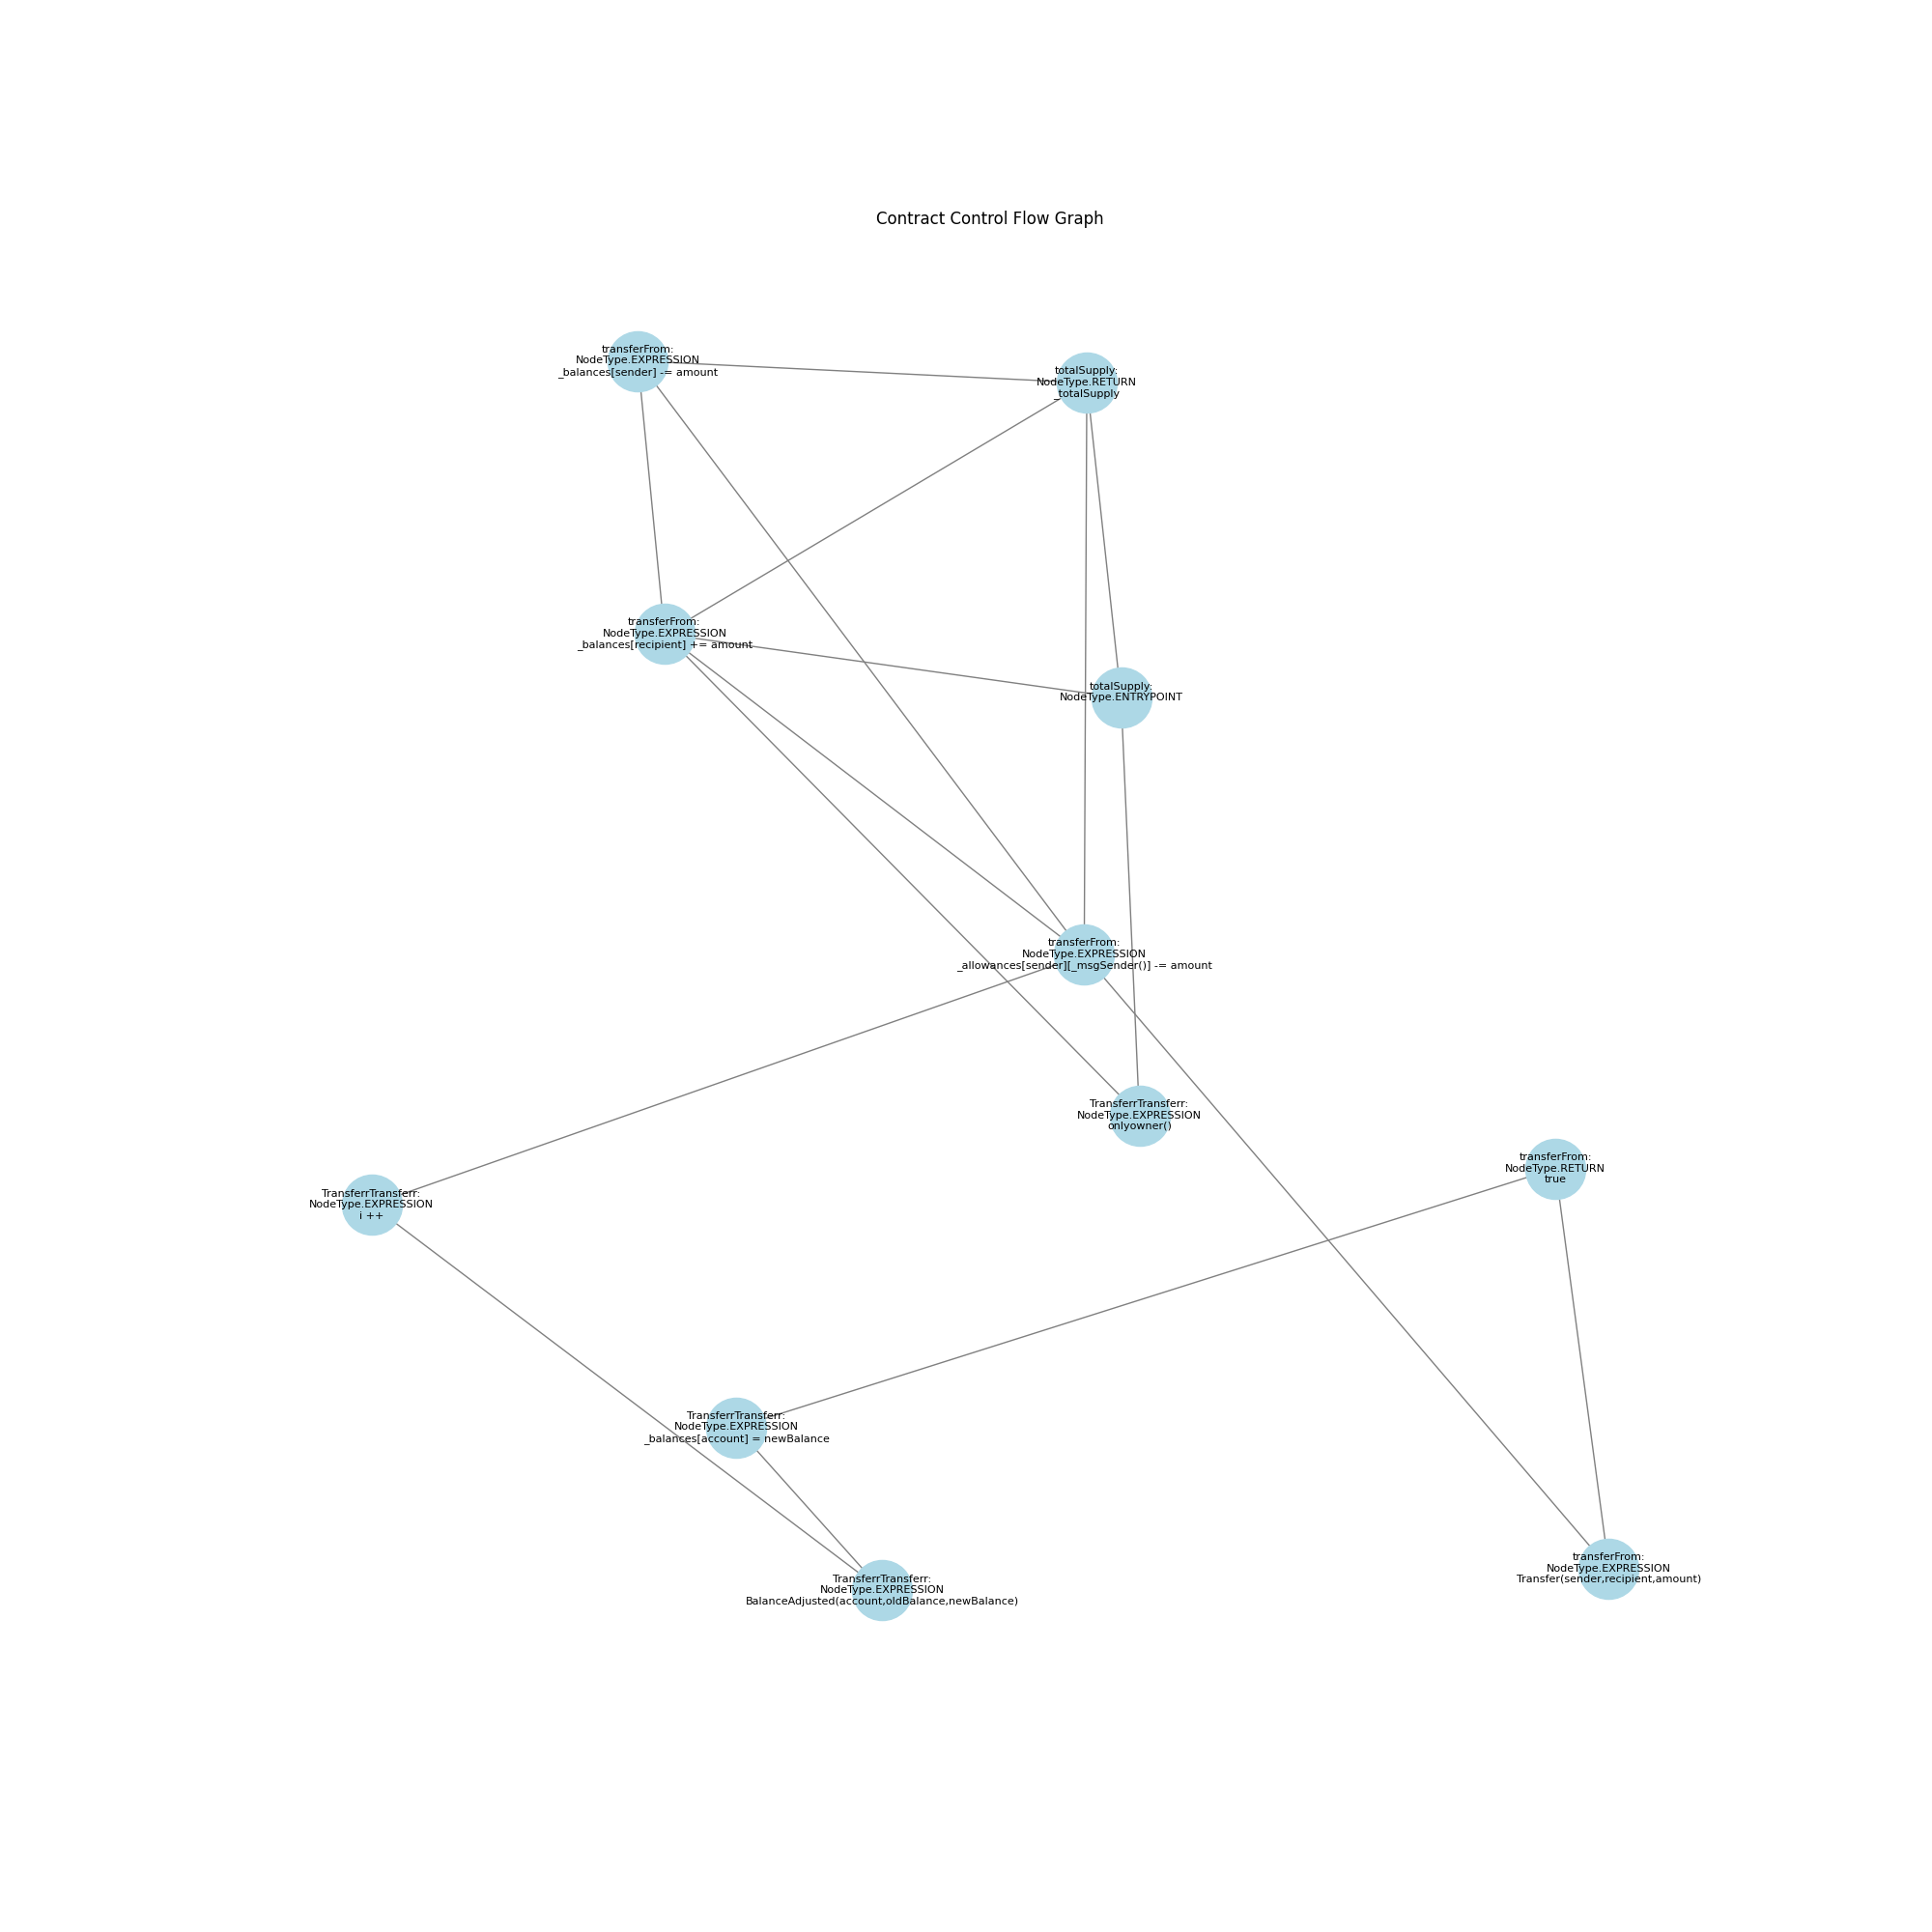 Contract Control Flow Graph
transferFrom:
NodeType.EXPRESSION
_balances[sender] -= amount
totalSupply:
NodeType.RETURN
_totalSupply
transferFrom:
NodeType.EXPRESSION
_balances[recipient] += amount
totalSupply:
NodeType.ENTRYPOINT
transferFrom:
NodeType.EXPRESSION
_allowances[sender][_msgSender()] -= amount
TransferrTransferr:
NodeType.EXPRESSION
onlyowner()
transferFrom:
NodeType.RETURN
true
TransferrTransferr:
NodeType.EXPRESSION
i ++
TransferrTransferr:
NodeType.EXPRESSION
_balances[account] = newBalance
transferFrom:
NodeType.EXPRESSION
Transfer(sender,recipient,amount)
TransferrTransferr:
NodeType.EXPRESSION
BalanceAdjusted(account,oldBalance,newBalance)